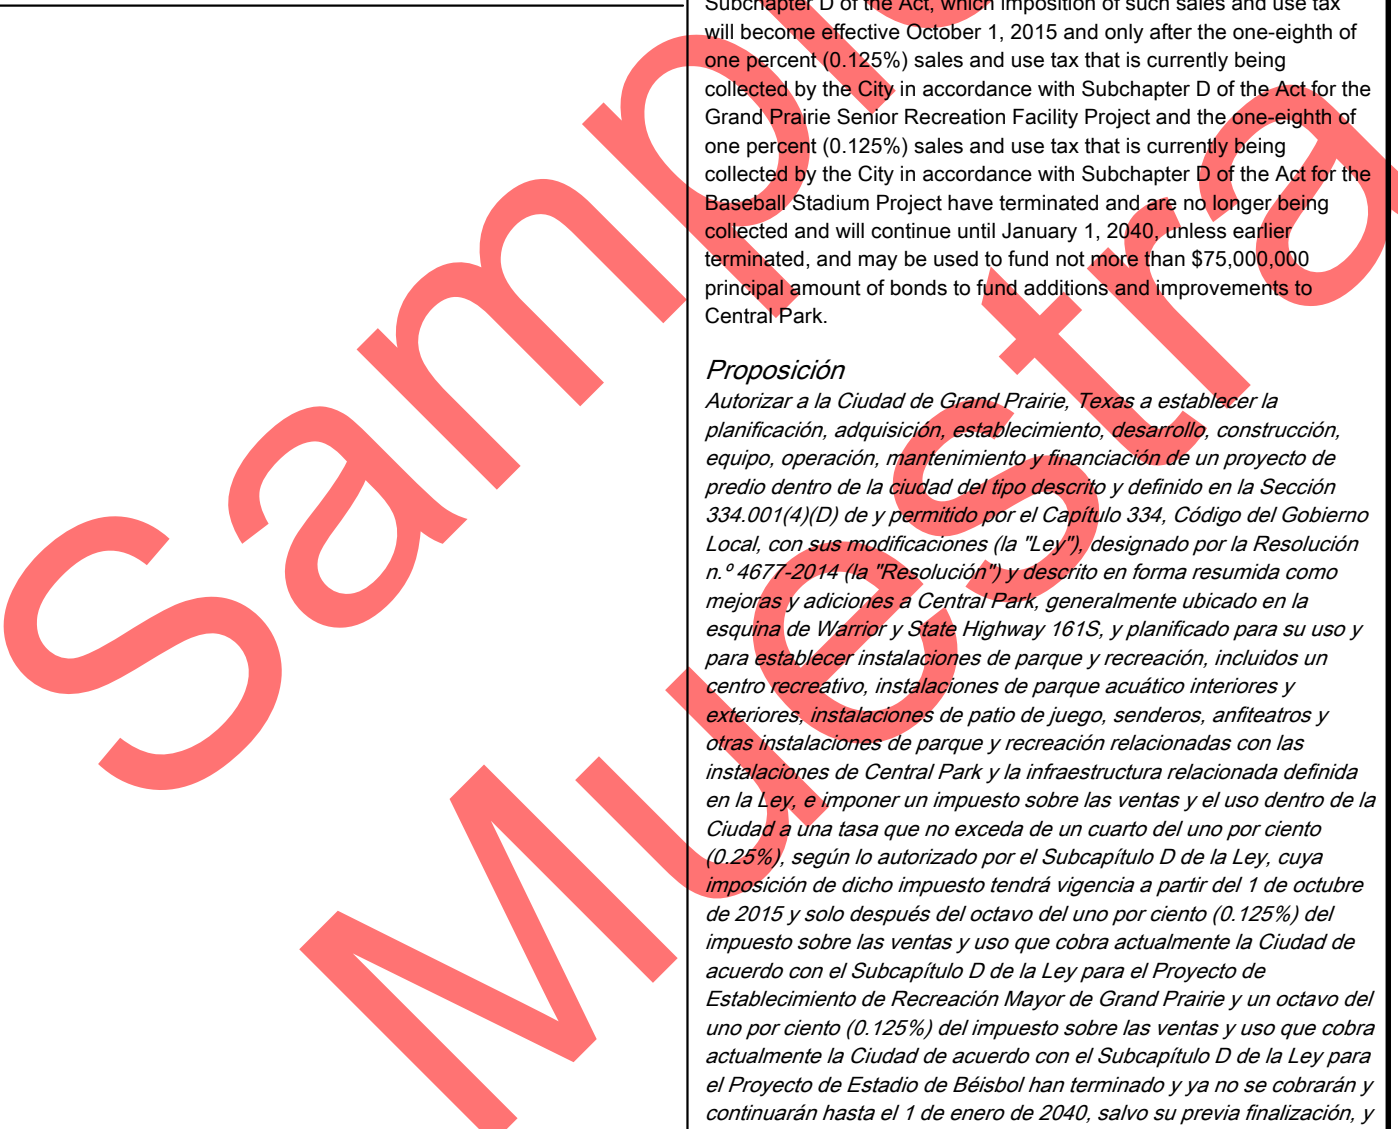 Subchapter D of the Act, which imposition of such sales and use tax
will become effective October 1, 2015 and only after the one-eighth of
one percent (0.125%) sales and use tax that is currently being
collected by the City in accordance with Subchapter D of the Act for the
Grand Prairie Senior Recreation Facility Project and the one-eighth of
one percent (0.125%) sales and use tax that is currently being
collected by the City in accordance with Subchapter D of the Act for the
Baseball Stadium Project have terminated and are no longer being
collected and will continue until January 1, 2040, unless earlier
terminated, and may be used to fund not more than $75,000,000
principal amount of bonds to fund additions and improvements to
Central Park.
Proposición
Autorizar a la Ciudad de Grand Prairie, Texas a establecer la
planificación, adquisición, establecimiento, desarrollo, construcción,
equipo, operación, mantenimiento y financiación de un proyecto de
predio dentro de la ciudad del tipo descrito y definido en la Sección
334.001(4)(D) de y permitido por el Capítulo 334, Código del Gobierno
Local, con sus modificaciones (la "Ley"), designado por la Resolución
n.º 4677-2014 (la "Resolución") y descrito en forma resumida como
mejoras y adiciones a Central Park, generalmente ubicado en la
esquina de Warrior y State Highway 161S, y planificado para su uso y
para establecer instalaciones de parque y recreación, incluidos un
centro recreativo, instalaciones de parque acuático interiores y
exteriores, instalaciones de patio de juego, senderos, anfiteatros y
otras instalaciones de parque y recreación relacionadas con las
instalaciones de Central Park y la infraestructura relacionada definida
en la Ley, e imponer un impuesto sobre las ventas y el uso dentro de la
Ciudad a una tasa que no exceda de un cuarto del uno por ciento
(0.25%), según lo autorizado por el Subcapítulo D de la Ley, cuya
imposición de dicho impuesto tendrá vigencia a partir del 1 de octubre
de 2015 y solo después del octavo del uno por ciento (0.125%) del
impuesto sobre las ventas y uso que cobra actualmente la Ciudad de
acuerdo con el Subcapítulo D de la Ley para el Proyecto de
Establecimiento de Recreación Mayor de Grand Prairie y un octavo del
uno por ciento (0.125%) del impuesto sobre las ventas y uso que cobra
actualmente la Ciudad de acuerdo con el Subcapítulo D de la Ley para
el Proyecto de Estadio de Béisbol han terminado y ya no se cobrarán y
continuarán hasta el 1 de enero de 2040, salvo su previa finalización, y
Sample
Muestra